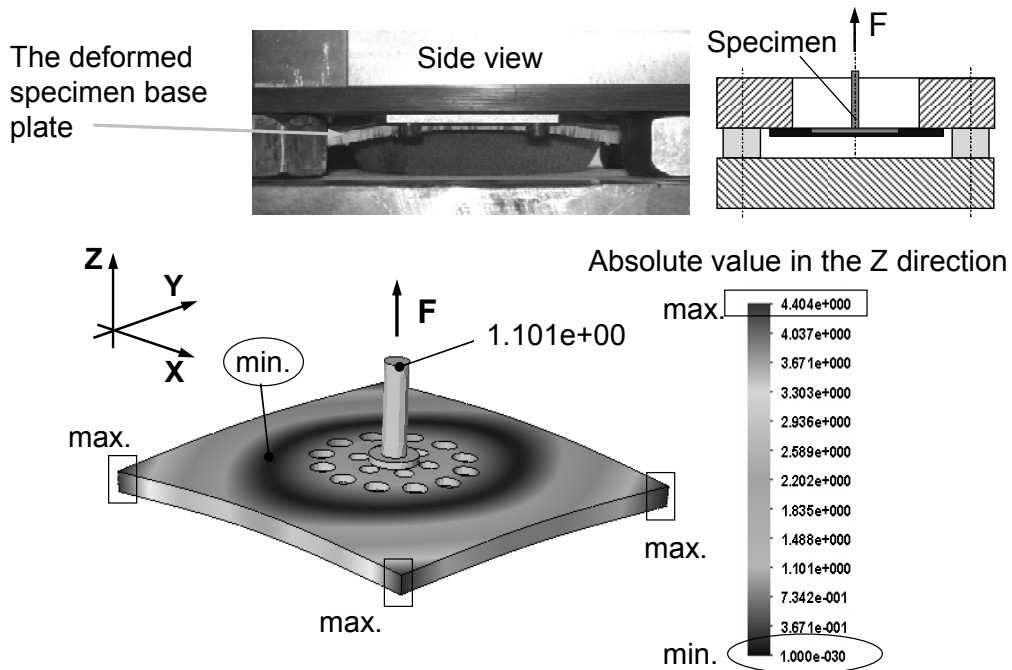 The deformed
specimen base
plate
Side view
Specimen
F
Z
Y
X
F
1.101e+00
min.
max.
max.
max.
Absolute value in the Z direction
max.
4.404e+000
4.037e+000
3.671e+000
3.303e+000
2.936e+000
2.589e+000
2.202e+000
1.835e+000
1.488e+000
1.101e+000
7.342e-001
3.671e-001
min.
1.000e-030